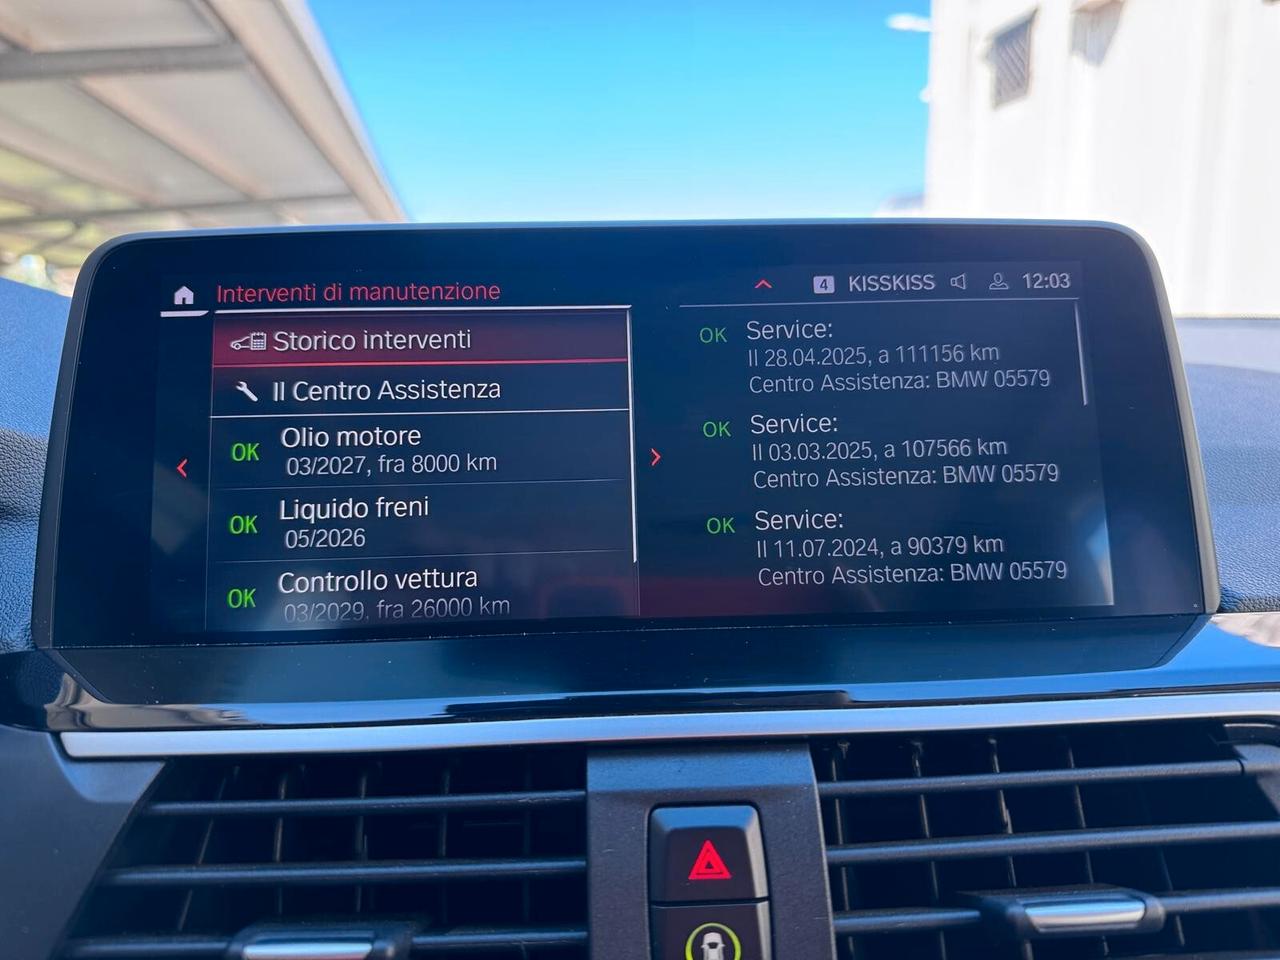 Interventi di manutenzione
4 KISSKISS 12:03
Storico interventi
Il Centro Assistenza
OK Olio motore
03/2027, fra 8000 km
OK Liquido freni
05/2026
OK Controllo vettura
03/2029, fra 26000 km
OK Service:
Il 28.04.2025, a 111156 km
Centro Assistenza: BMW 05579
OK Service:
Il 03.03.2025, a 107566 km
Centro Assistenza: BMW 05579
OK Service:
Il 11.07.2024, a 90379 km
Centro Assistenza: BMW 05579